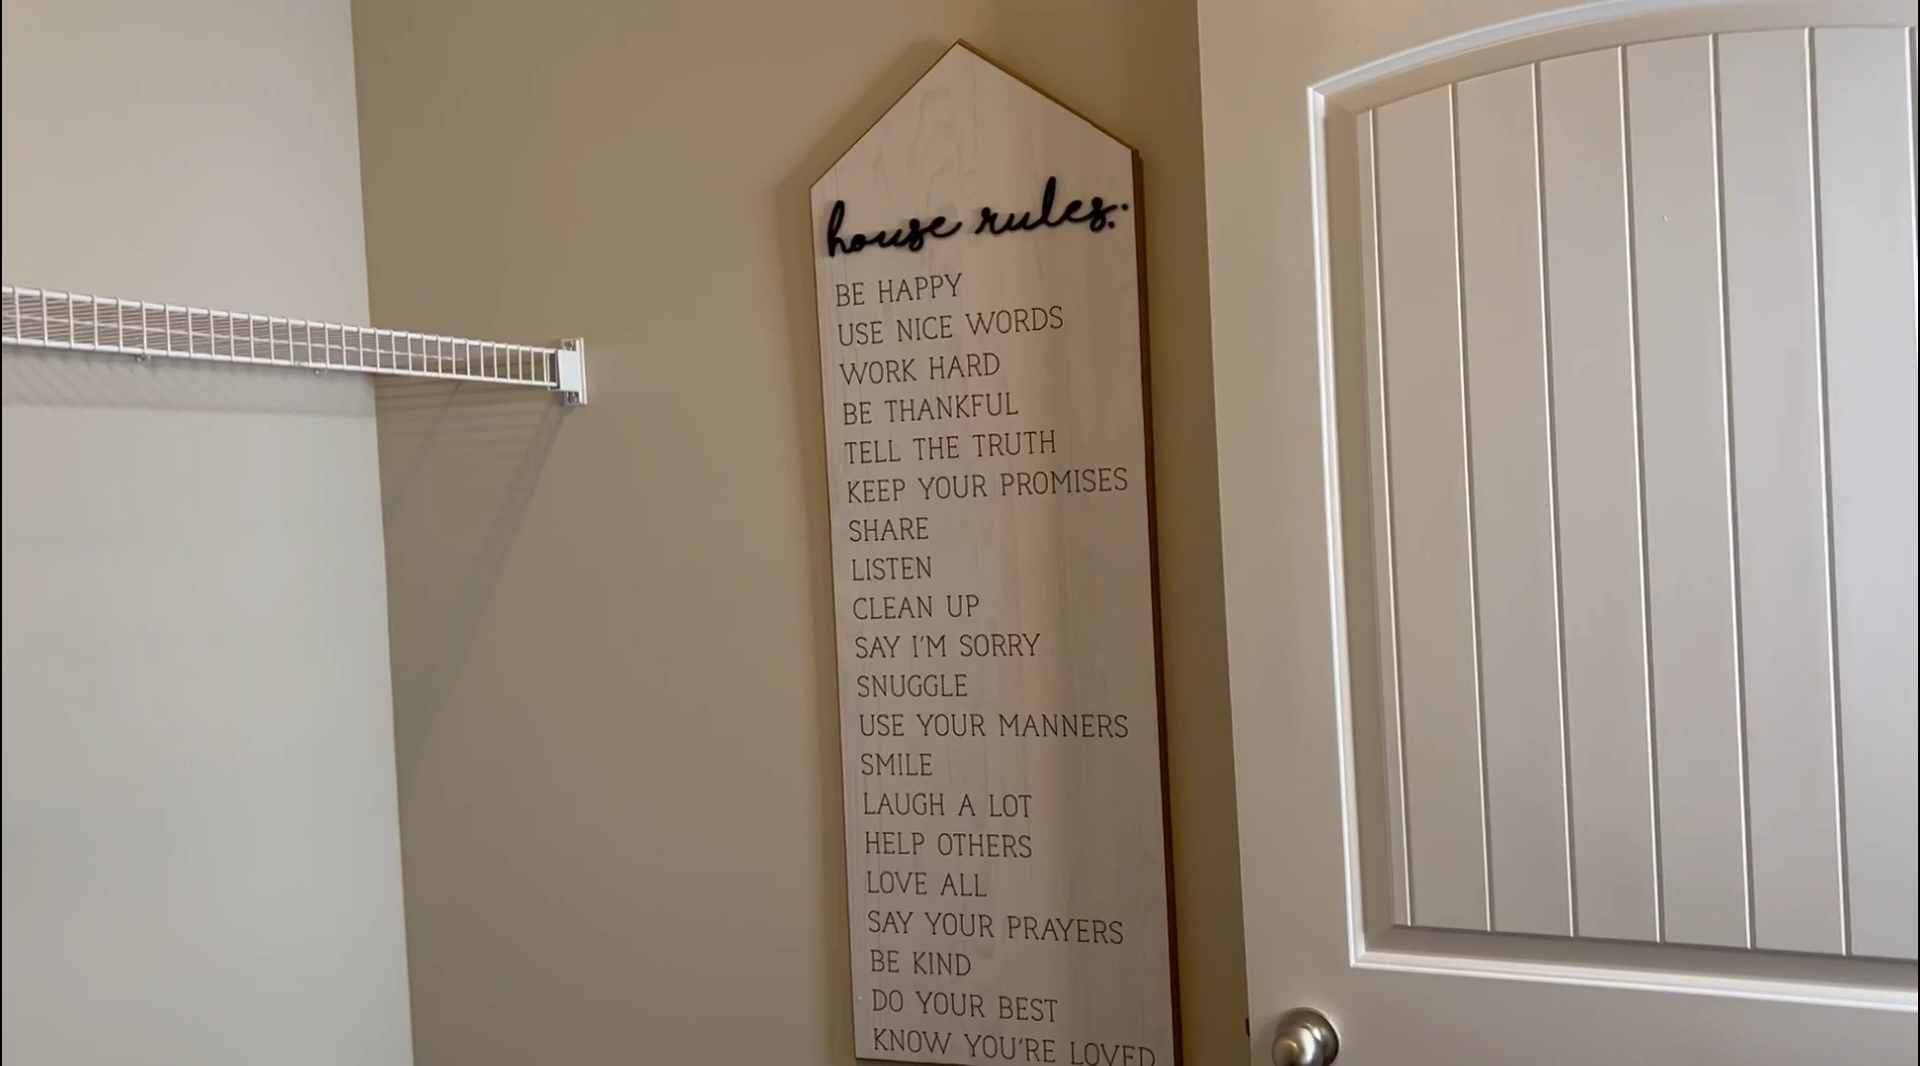 house rules.
BE HAPPY
USE NICE WORDS
WORK HARD
BE THANKFUL
TELL THE TRUTH
KEEP YOUR PROMISES
SHARE
LISTEN
CLEAN UP
SAY I'M SORRY
SNUGGLE
USE YOUR MANNERS
SMILE
LAUGH A LOT
HELP OTHERS
LOVE ALL
SAY YOUR PRAYERS
BE KIND
DO YOUR BEST
KNOW YOU'RE LOVED